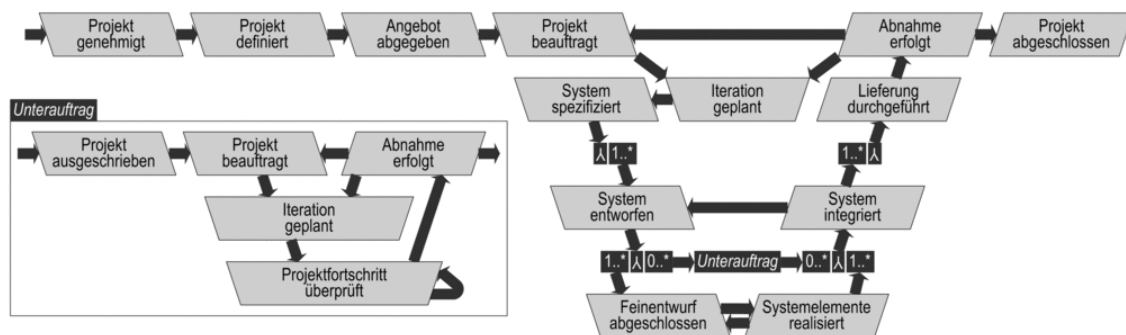 Projekt
genehmigt
Projekt
definiert
Angebot
abgegeben
Projekt
beauftragt
Abnahme
erfolgt
Projekt
abgeschlossen
System
spezifiziert
Iteration
geplant
Lieferung
durchgeführt
Unterauftrag
Projekt
ausgeschrieben
Projekt
beauftragt
Abnahme
erfolgt
Iteration
geplant
Projektfortschritt
überprüft
1..*
1..*
System
entworfen
System
integriert
1..*
0..*
Unterauftrag
0..*
1..*
Feinentwurf
abgeschlossen
Systemelemente
realisiert